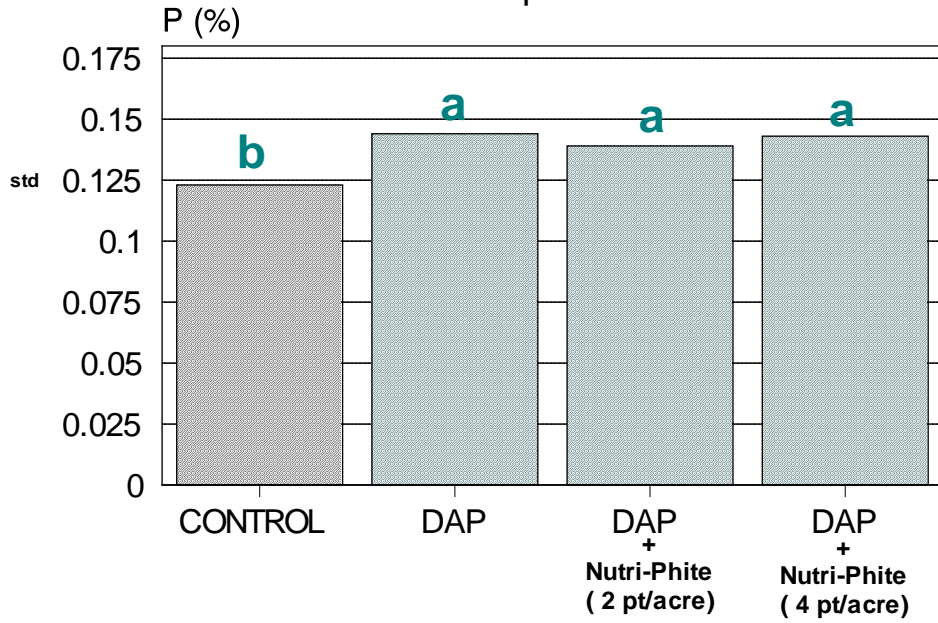 P (%)
0.175
0.15
std 0.125
0.1
0.075
0.05
0.025
0
b
a
a
a
CONTROL
DAP
DAP
+
Nutri-Phite
( 2 pt/acre)
DAP
+
Nutri-Phite
( 4 pt/acre)